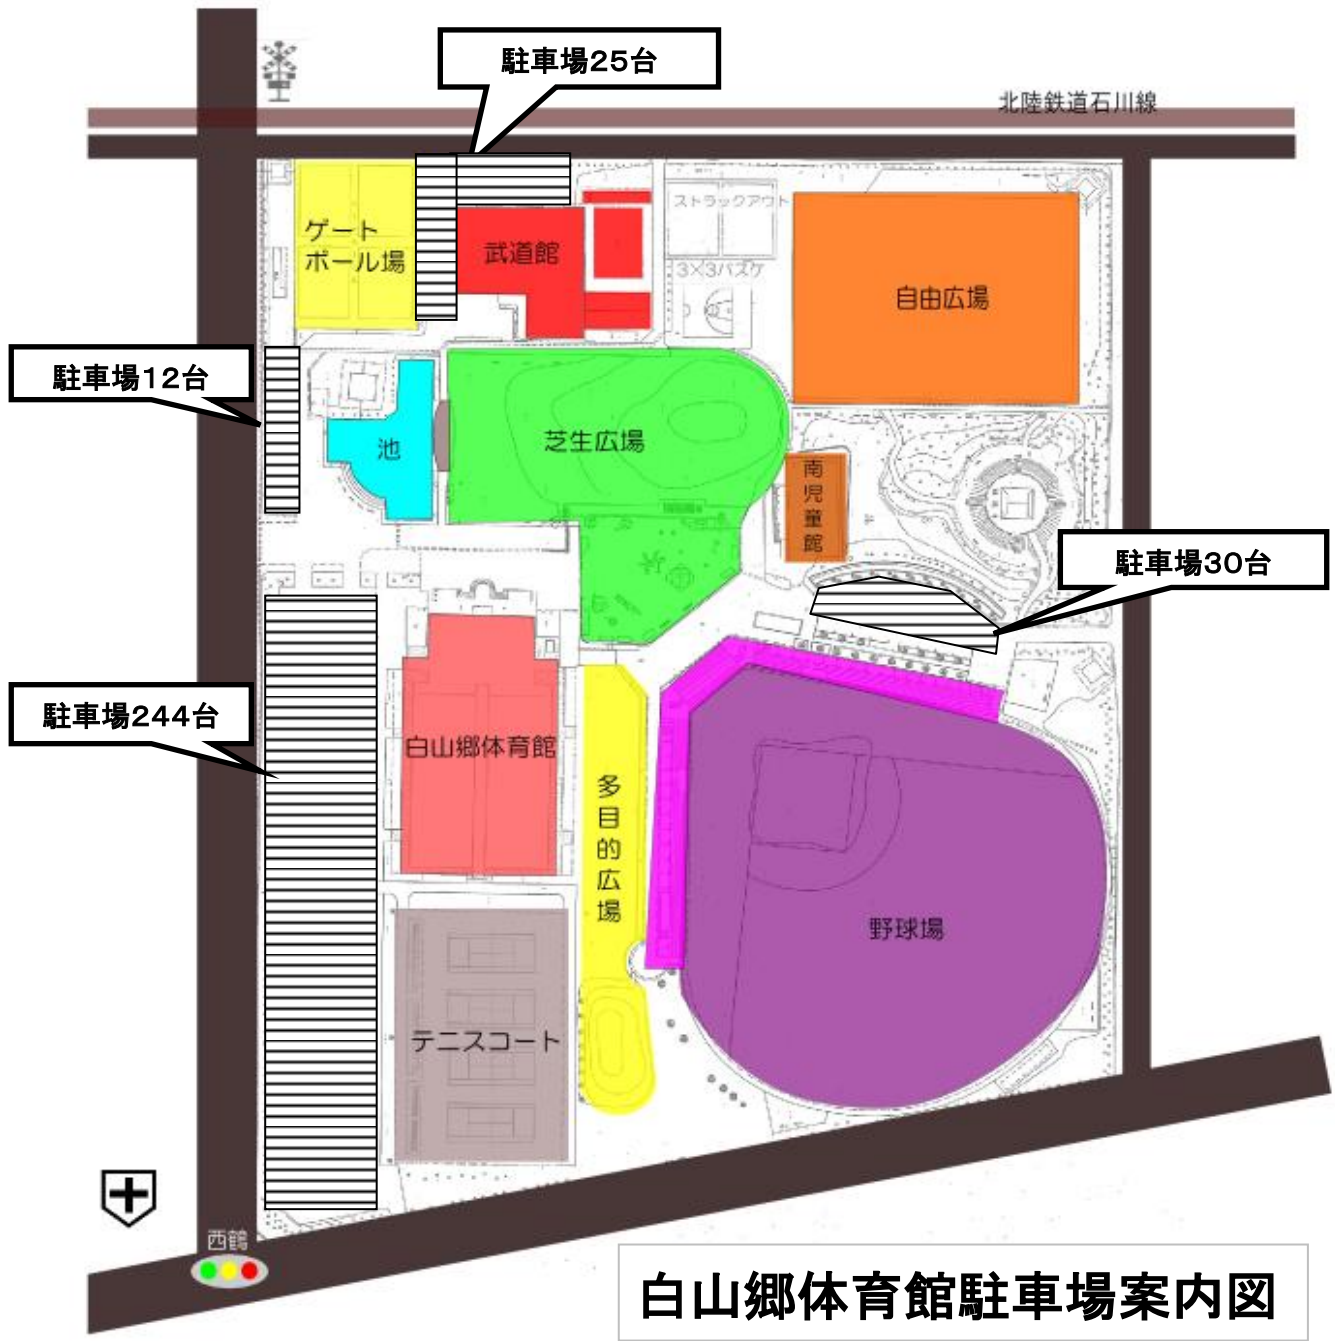 駐車場25台
北陸鉄道石川線
ストラックアウト
ゲート
ボール場
武道館
3×3バスケ
自由広場
駐車場12台
池
芝生広場
南児童館
駐車場30台
駐車場244台
白山郷体育館
多目的広場
野球場
テニスコート
西鶴
白山郷体育館駐車場案内図